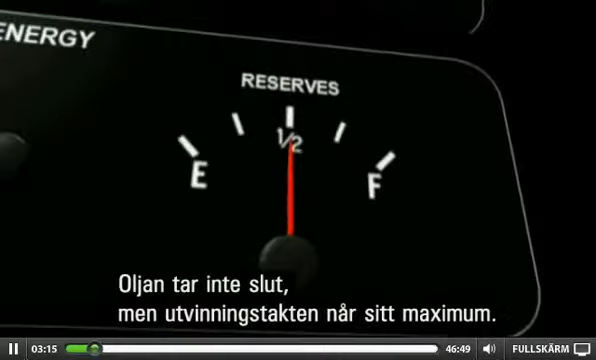 ENERGY
RESERVES
1/2
E
F
Oljan tar inte slut,
men utvinningstakten når sitt maximum.
03:15
46:49
FULLSKÄRM